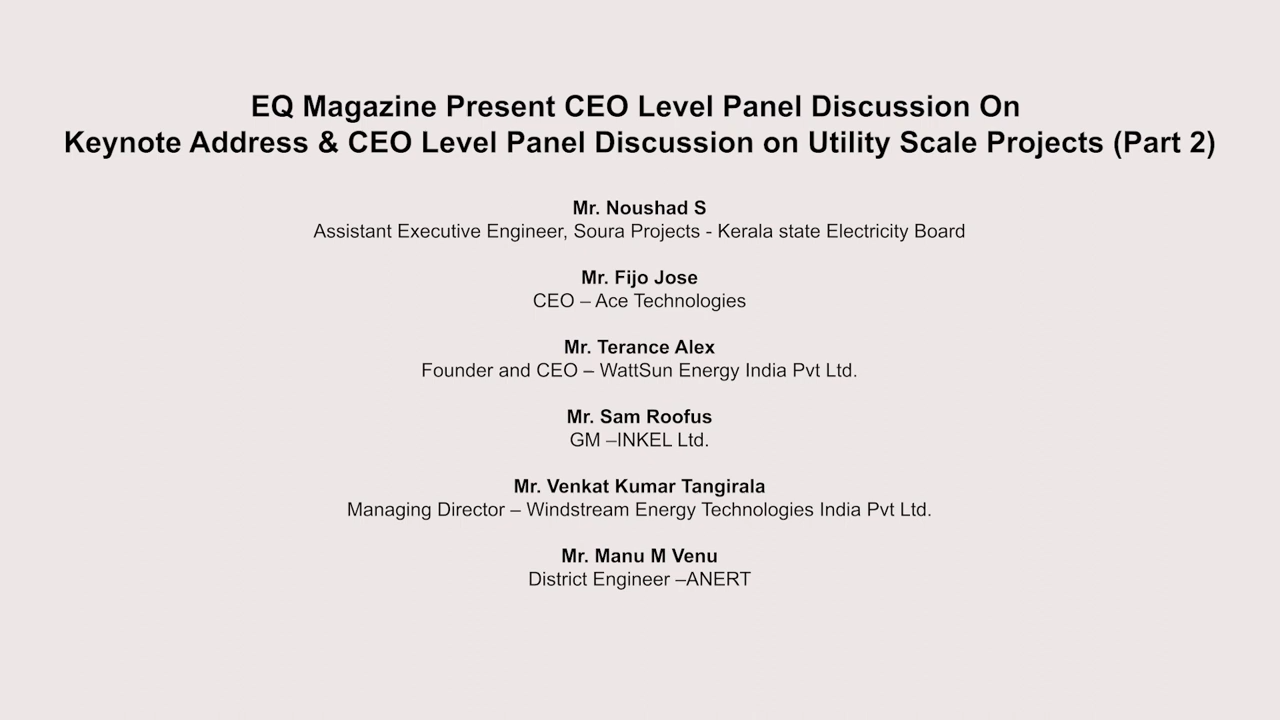 EQ Magazine Present CEO Level Panel Discussion On
Keynote Address & CEO Level Panel Discussion on Utility Scale Projects (Part 2)
Mr. Noushad S
Assistant Executive Engineer, Soura Projects - Kerala state Electricity Board
Mr. Fijo Jose
CEO – Ace Technologies
Mr. Terance Alex
Founder and CEO – WattSun Energy India Pvt Ltd.
Mr. Sam Roofus
GM –INKEL Ltd.
Mr. Venkat Kumar Tangirala
Managing Director – Windstream Energy Technologies India Pvt Ltd.
Mr. Manu M Venu
District Engineer –ANERT